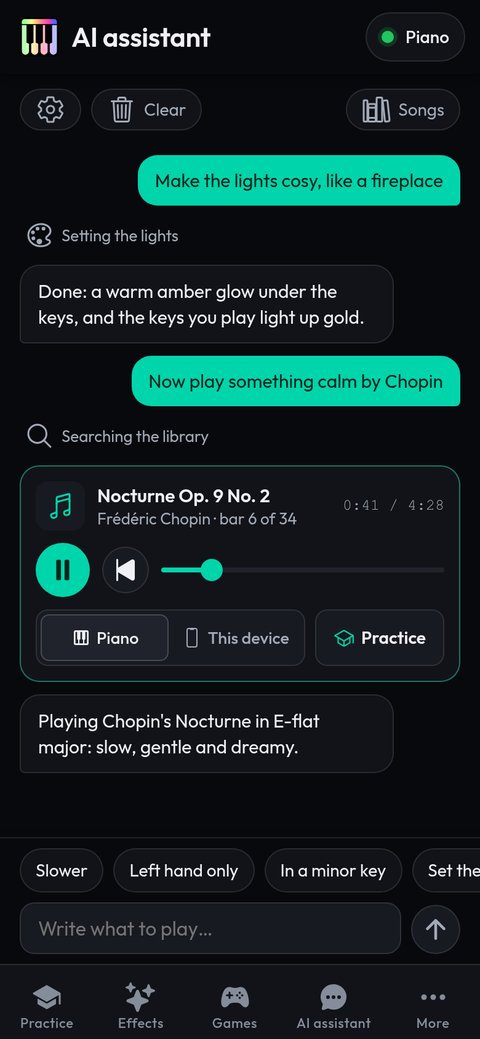 AI assistant
Piano
Clear
Songs
Make the lights cosy, like a fireplace
Setting the lights
Done: a warm amber glow under the
keys, and the keys you play light up gold.
Now play something calm by Chopin
Searching the library
Nocturne Op. 9 No. 2
Frédéric Chopin · bar 6 of 34
0:41 / 4:28
Piano
This device
Practice
Playing Chopin's Nocturne in E-flat
major: slow, gentle and dreamy.
Slower
Left hand only
In a minor key
Set the
Write what to play...
Practice
Effects
Games
AI assistant
More